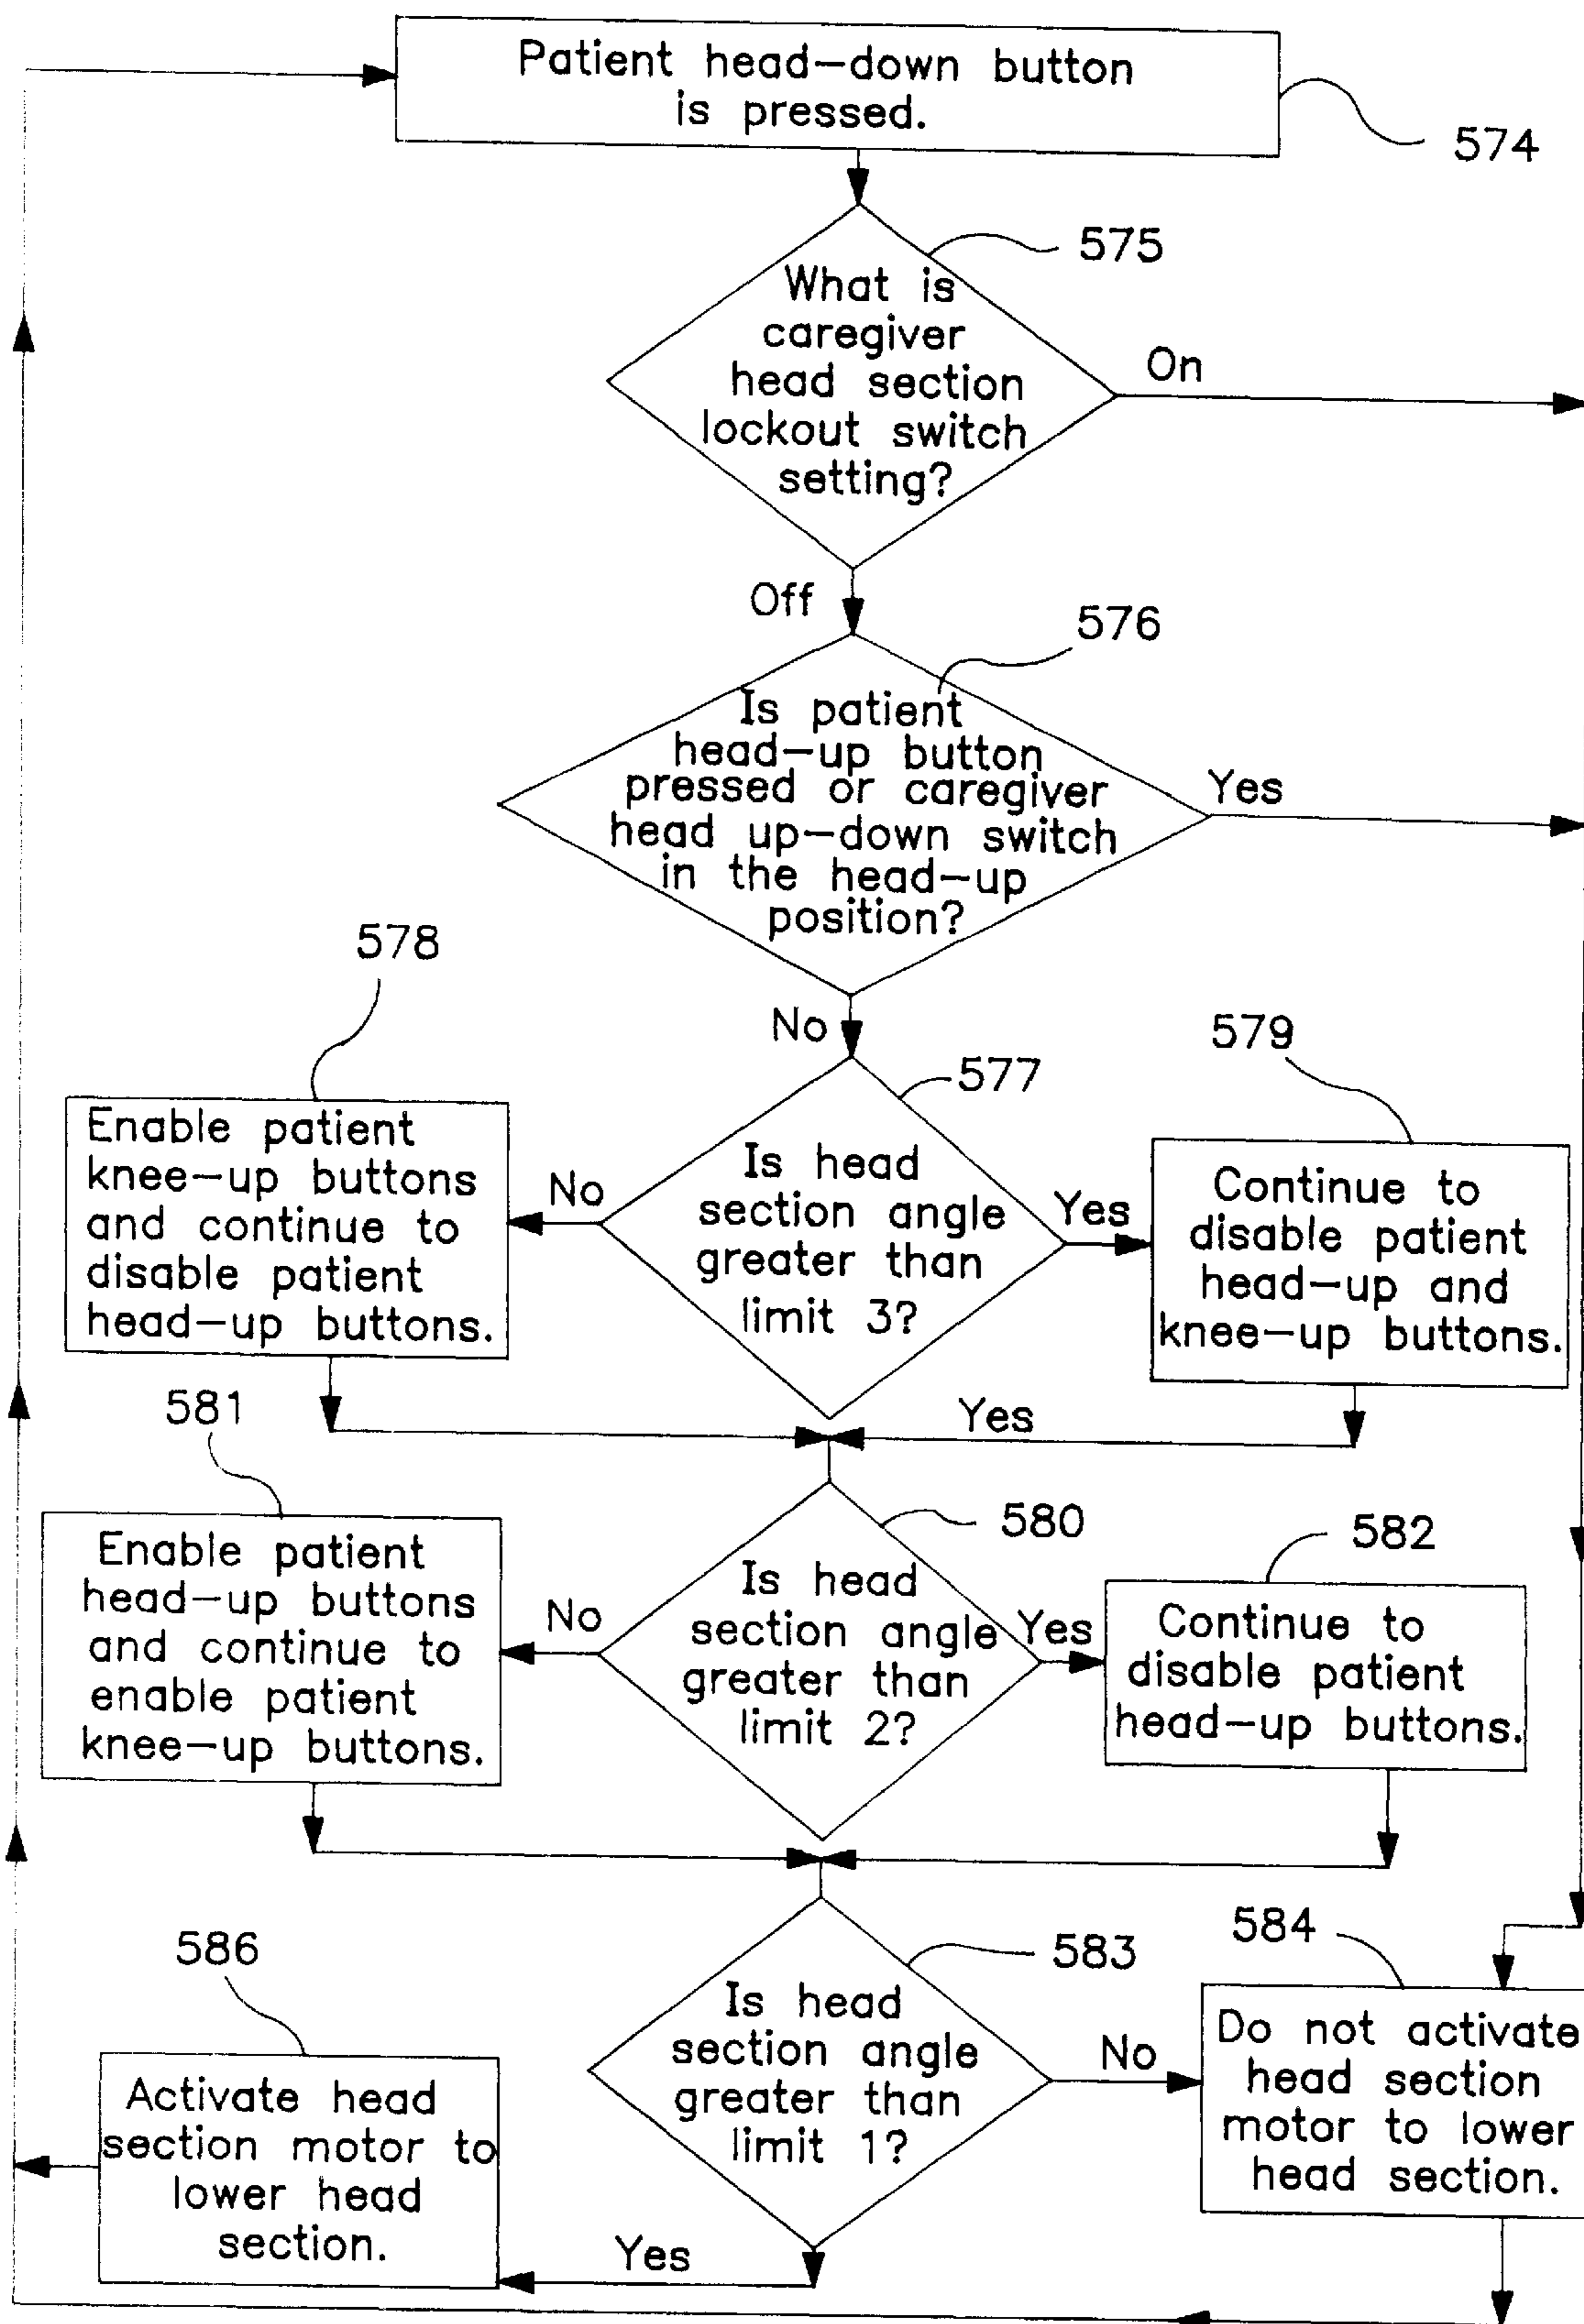 Patient head-down button
is pressed.
574
575
What is
caregiver
head section
lockout switch
setting?
On
Off
576
Is patient
head-up button
pressed or caregiver
head up-down switch
in the head-up
position?
Yes
No
578
Enable patient
knee-up buttons
and continue to
disable patient
head-up buttons.
No
577
Is head
section angle
greater than
limit 3?
Yes
579
Continue to
disable patient
head-up and
knee-up buttons.
Yes
581
Enable patient
head-up buttons
and continue to
enable patient
knee-up buttons.
No
580
Is head
section angle
greater than
limit 2?
Yes
582
Continue to
disable patient
head-up buttons.
586
Activate head
section motor to
lower head
section.
583
Is head
section angle
greater than
limit 1?
Yes
No
584
Do not activate
head section
motor to lower
head section.